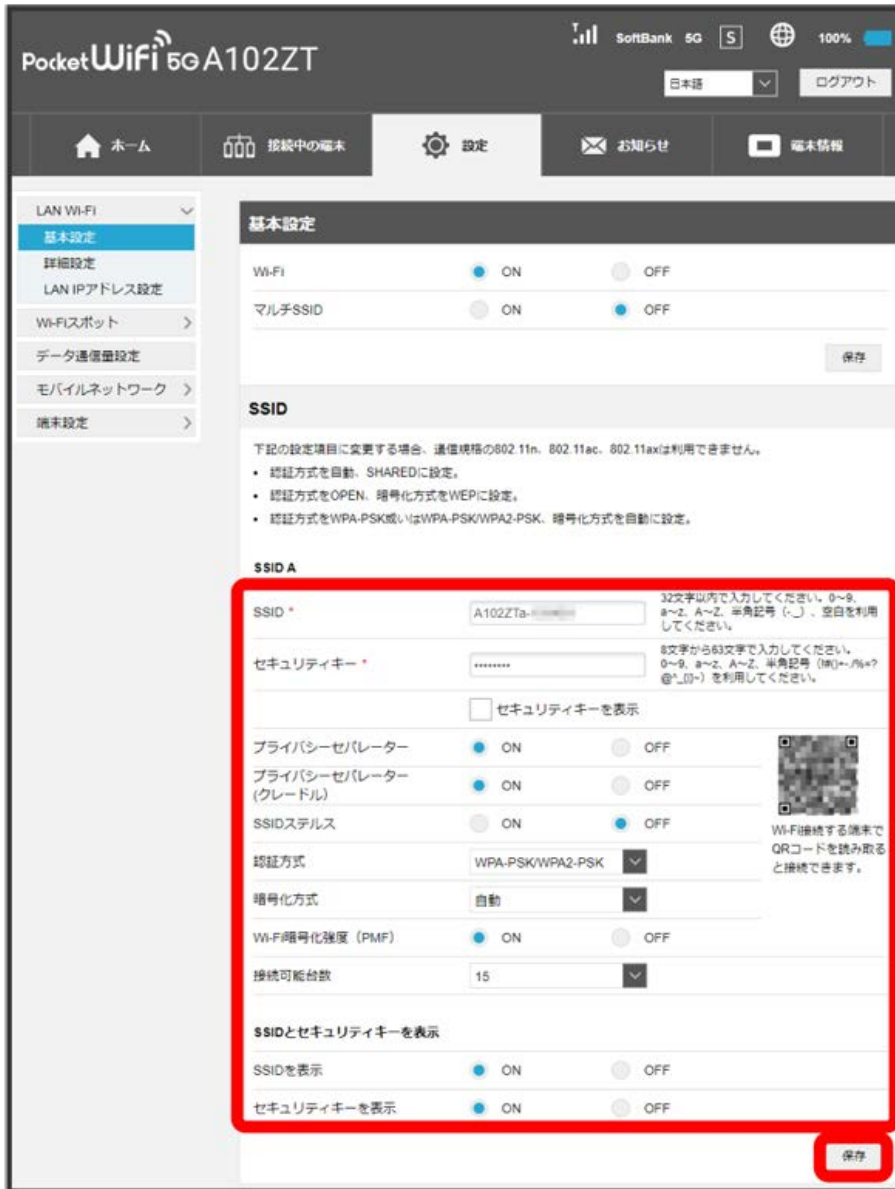 PocketWiFi 5G A102ZT
SoftBank 5G S 100%
日本語
ログアウト
ホーム
接続中の端末
設定
お知らせ
端末情報
LAN Wi-Fi
基本設定
詳細設定
LAN IPアドレス設定
Wi-Fiスポット
データ通信量設定
モバイルネットワーク
端末設定
基本設定
Wi-Fi ON OFF
マルチSSID ON OFF
保存
SSID
下記の設定項目に変更する場合、通信規格の802.11n、802.11ac、802.11axは利用できません。
• 認証方式を自動、SHAREDに設定。
• 認証方式をOPEN、暗号化方式をWEPに設定。
• 認証方式をWPA-PSK或いはWPA-PSK/WPA2-PSK、暗号化方式を自動に設定。
SSID A
SSID * A102ZTa-
32文字以内で入力してください。0～9、
a～z、A～Z、半角記号（-._）、空白を利用
してください。
セキュリティキー * ••••••••
8文字から63文字で入力してください。
0～9、a～z、A～Z、半角記号
を利用してください。
セキュリティキーを表示
プライバシーセパレーター ON OFF
プライバシーセパレーター
(クレードル) ON OFF
SSIDステルス ON OFF
Wi-Fi接続する端末で
QRコードを読み取る
と接続できます。
認証方式 WPA-PSK/WPA2-PSK
暗号化方式 自動
Wi-Fi暗号化強度（PMF） ON OFF
接続可能台数 15
SSIDとセキュリティキーを表示
SSIDを表示 ON OFF
セキュリティキーを表示 ON OFF
保存